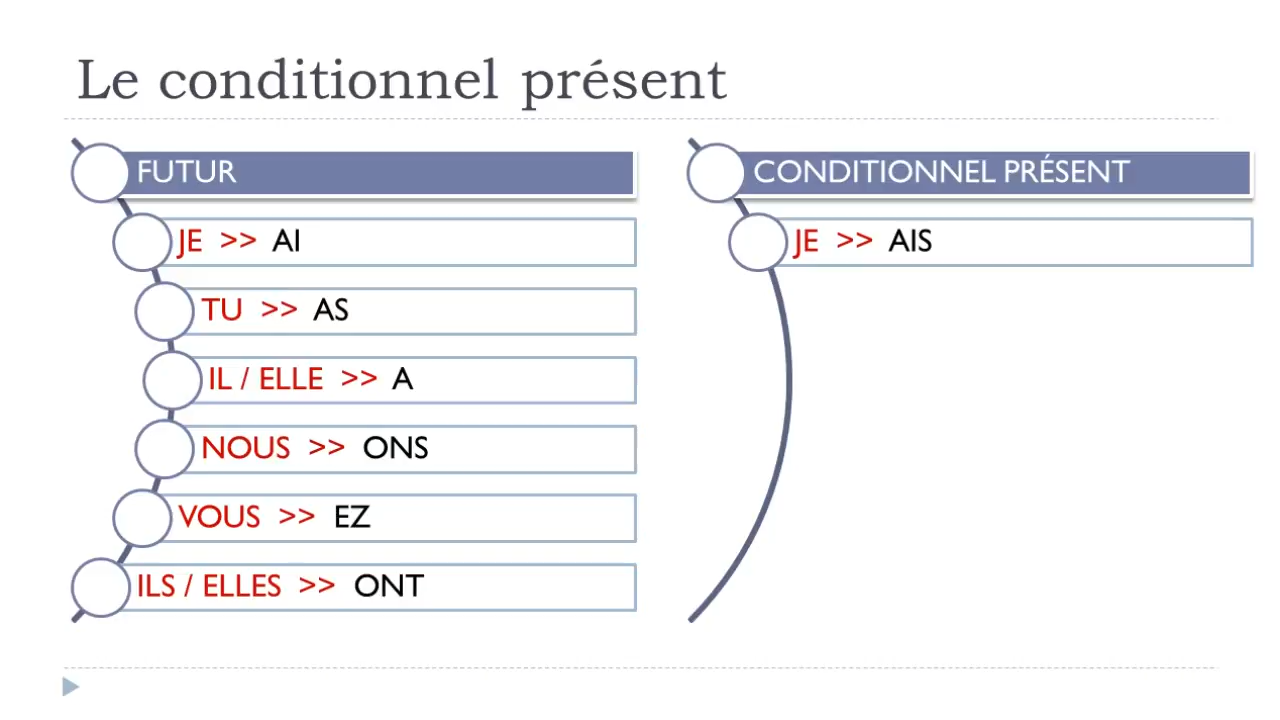 Le conditionnel présent
FUTUR
JE >> AI
TU >> AS
IL / ELLE >> A
NOUS >> ONS
VOUS >> EZ
ILS / ELLES >> ONT
CONDITIONNEL PRÉSENT
JE >> AIS